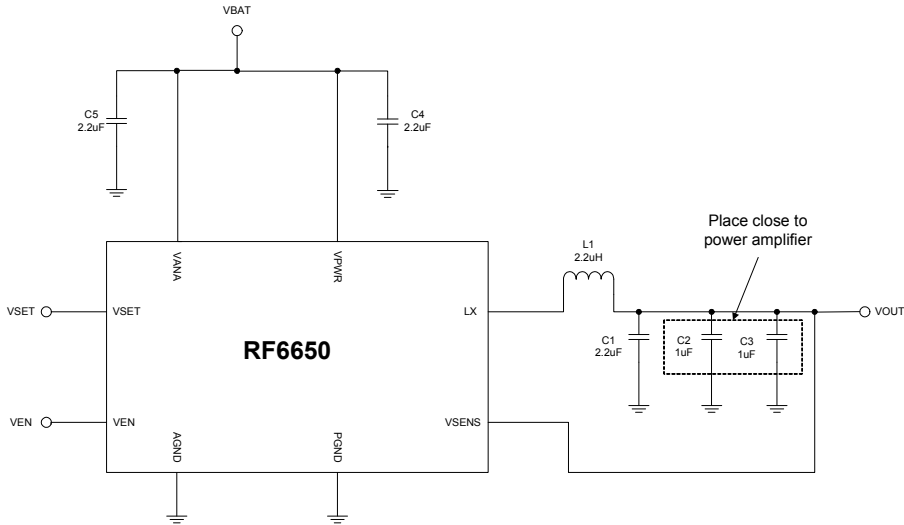 VBAT
C5
2.2uF
C4
2.2uF
Place close to
power amplifier
VANA
VPWR
L1
2.2uH
VSET
VSET
LX
VOUT
RF6650
C1
2.2uF
C2
1uF
C3
1uF
VEN
VEN
VSENS
AGND
PGND